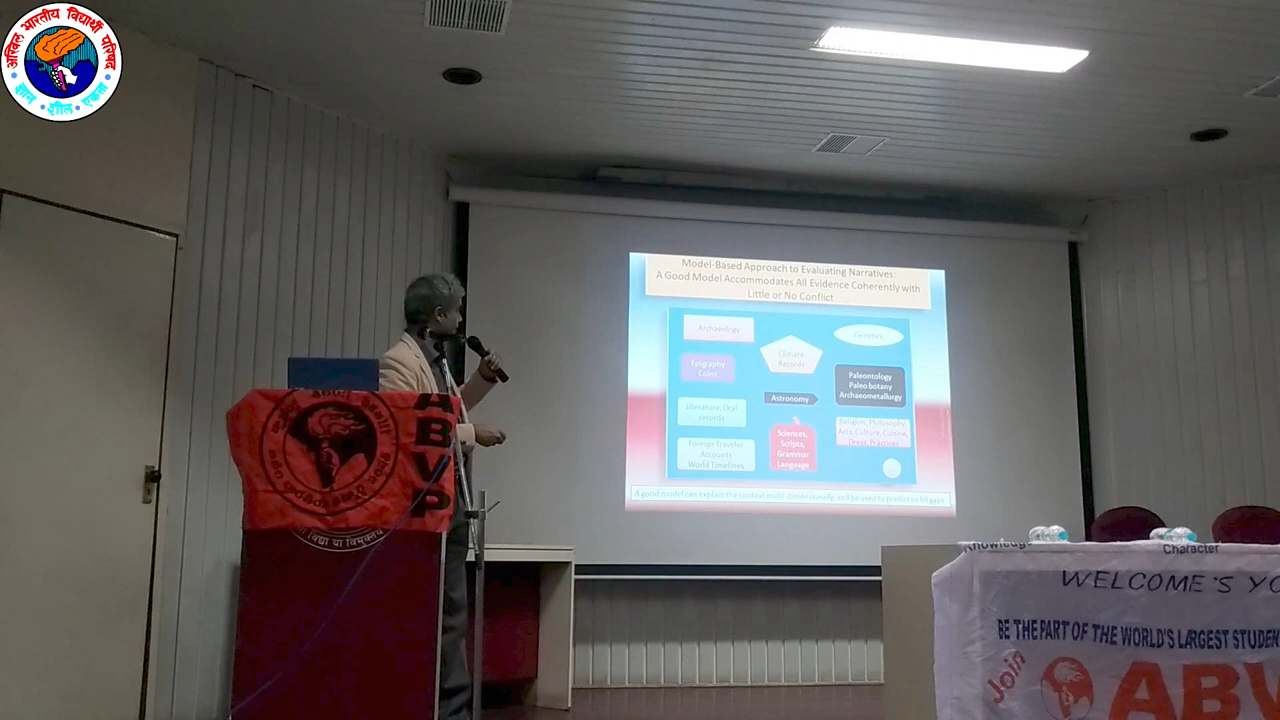 अखिल भारतीय विद्यार्थी परिषद
ज्ञान • शील • एकता
Model-Based Approach to Evaluating Narratives:
A Good Model Accommodates All Evidence Coherently with
Little or No Conflict
Archaeology
Genetics
Climate
Records
Epigraphy
Coins
Paleontology
Paleo botany
Archaeometallurgy
Astronomy
Literature, Oral
records
Religion, Philosophy,
Arts, Culture, Cuisine,
Dress, Practices
Sciences,
Scripts,
Grammar
Language
Foreign Traveler
Accounts
World Timelines
A good model can explain the context multi-dimensionally, and be used to predict to fill gaps
A
B
V
P
या विद्या या विमुक्तये
Knowledge
Character
WELCOME'S YO
BE THE PART OF THE WORLD'S LARGEST STUDEN
Join
ABV